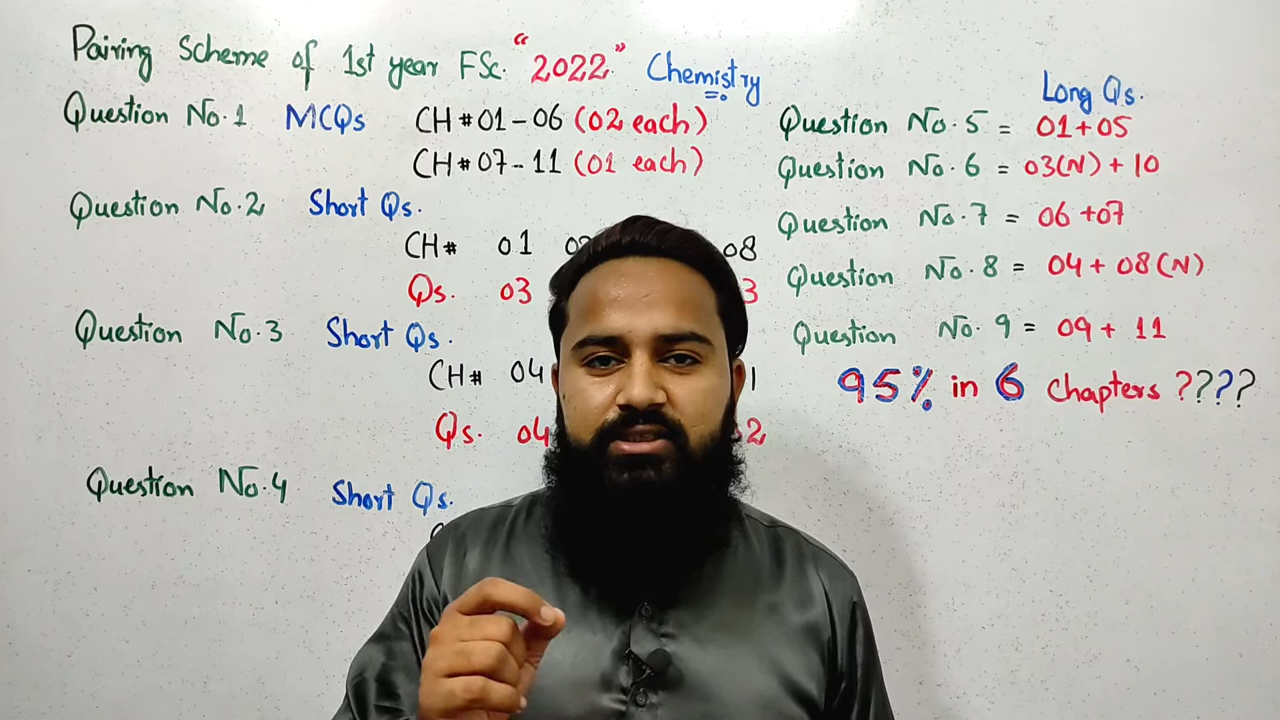 Pairing Scheme of 1st year FSc. "2022" Chemistry
Question No.1 MCQs CH#01-06 (02 each)
CH#07-11 (01 each)
Question No.2 Short Qs.
CH# 01 08
Qs. 03 3
Question No.3 Short Qs.
CH# 04 1
Qs. 04 2
Question No.4 Short Qs.
Long Qs.
Question No.5 = 01+05
Question No.6 = 03(N)+10
Question No.7 = 06+07
Question No.8 = 04+08(N)
Question No.9 = 09+11
95% in 6 chapters ????